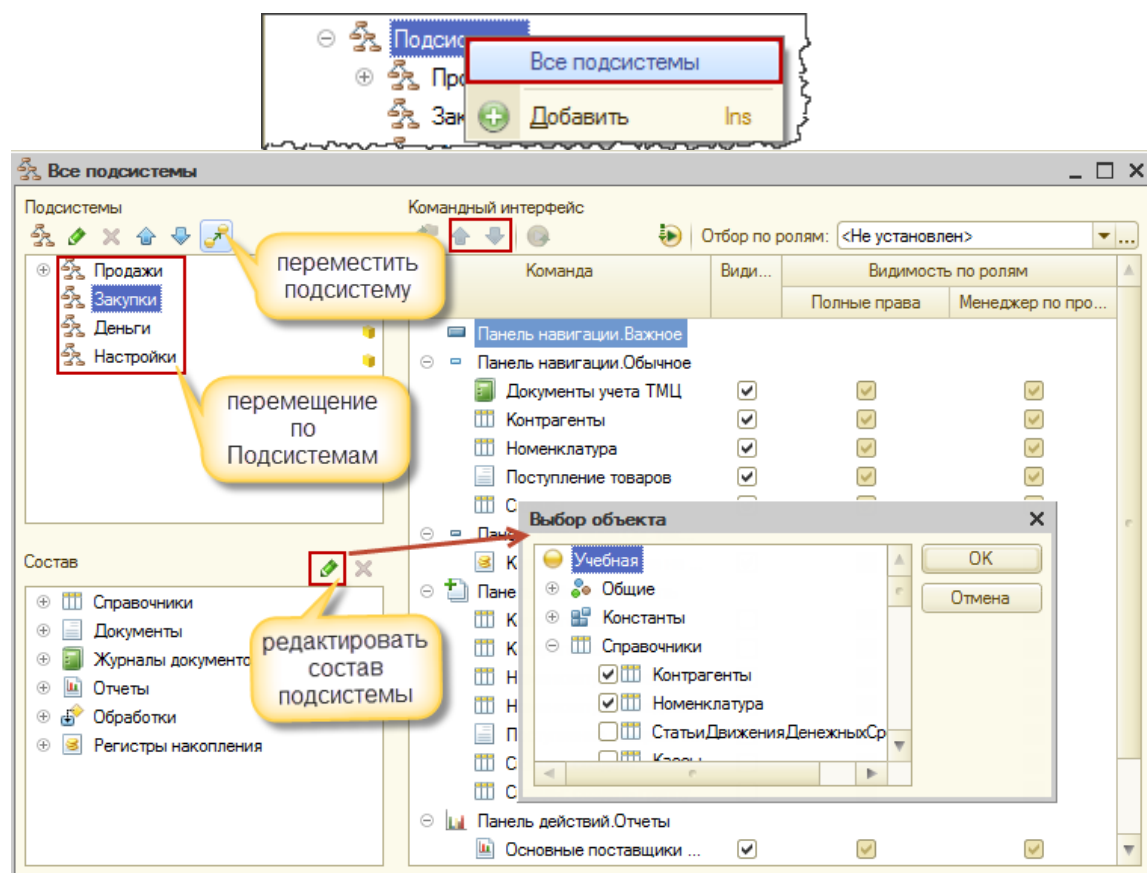 Подсис
Все подсистемы
Про
Зак
Добавить Ins
Все подсистемы
Подсистемы
Командный интерфейс
Отбор по ролям: <Не установлен>
...
Продажи
Закупки
Деньги
Настройки
переместить
подсистему
перемещение
по
Подсистемам
Команда Види... Видимость по ролям
Полные права Менеджер по про...
Панель навигации.Важное
Панель навигации.Обычное
Документы учета ТМЦ
Контрагенты
Номенклатура
Поступление товаров
С
Пане
К
Пане
К
К
Н
Н
П
С
С
Панель действий.Отчеты
Основные поставщики ...
Состав
Справочники
Документы
Журналы документо
Отчеты
Обработки
Регистры накопления
редактировать
состав
подсистемы
Выбор объекта
Учебная
Общие
Константы
Справочники
Контрагенты
Номенклатура
СтатьиДвиженияДенежныхСр
Кассы
OK
Отмена